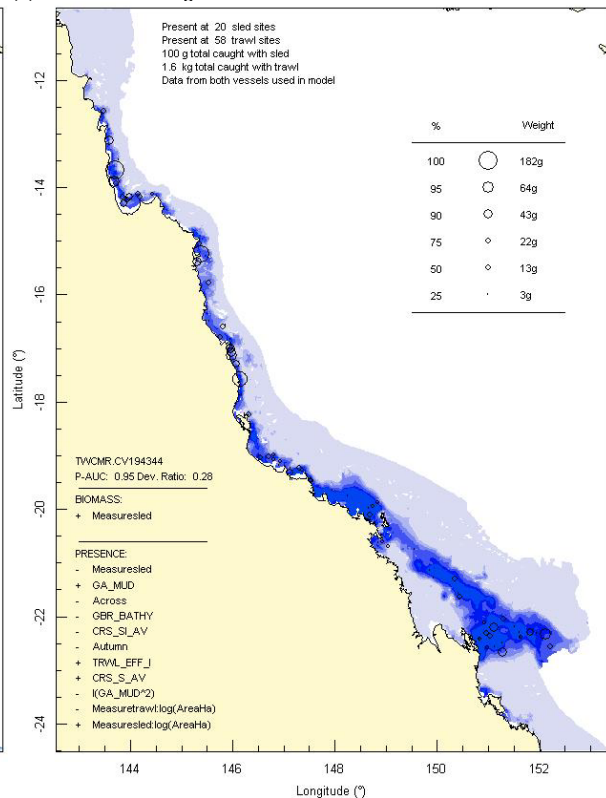 Present at 20 sled sites
Present at 58 trawl sites
100 g total caught with sled
1.6 kg total caught with trawl
Data from both vessels used in model
% Weight
100 182g
95 64g
90 43g
75 22g
50 13g
25 3g
-12
-14
-16
-18
-20
-22
-24
Latitude (°)
TWCMR.CV194344
P-AUC: 0.95 Dev. Ratio: 0.28
BIOMASS:
+ Measuresled
PRESENCE:
- Measuresled
+ GA_MUD
- Across
- GBR_BATHY
- CRS_SI_AV
- Autumn
+ TRWL_EFF_I
+ CRS_S_AV
- I(GA_MUD^2)
- Measuretrawl:log(AreaHa)
+ Measuresled:log(AreaHa)
144 146 148 150 152
Longitude (°)